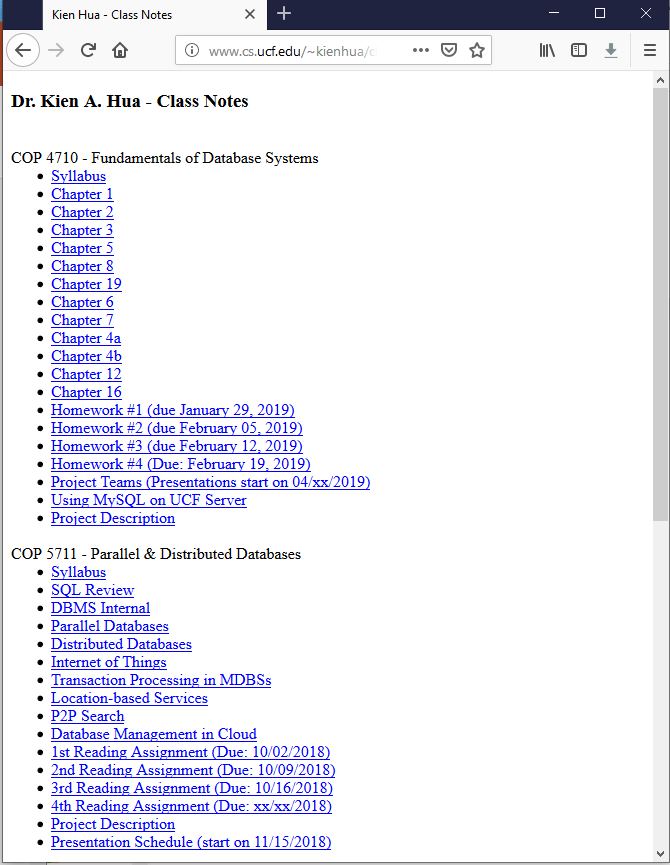 Kien Hua - Class Notes
www.cs.ucf.edu/~kienhua/c
Dr. Kien A. Hua - Class Notes
COP 4710 - Fundamentals of Database Systems
Syllabus
Chapter 1
Chapter 2
Chapter 3
Chapter 5
Chapter 8
Chapter 19
Chapter 6
Chapter 7
Chapter 4a
Chapter 4b
Chapter 12
Chapter 16
Homework #1 (due January 29, 2019)
Homework #2 (due February 05, 2019)
Homework #3 (due February 12, 2019)
Homework #4 (Due: February 19, 2019)
Project Teams (Presentations start on 04/xx/2019)
Using MySQL on UCF Server
Project Description
COP 5711 - Parallel & Distributed Databases
Syllabus
SQL Review
DBMS Internal
Parallel Databases
Distributed Databases
Internet of Things
Transaction Processing in MDBSs
Location-based Services
P2P Search
Database Management in Cloud
1st Reading Assignment (Due: 10/02/2018)
2nd Reading Assignment (Due: 10/09/2018)
3rd Reading Assignment (Due: 10/16/2018)
4th Reading Assignment (Due: xx/xx/2018)
Project Description
Presentation Schedule (start on 11/15/2018)